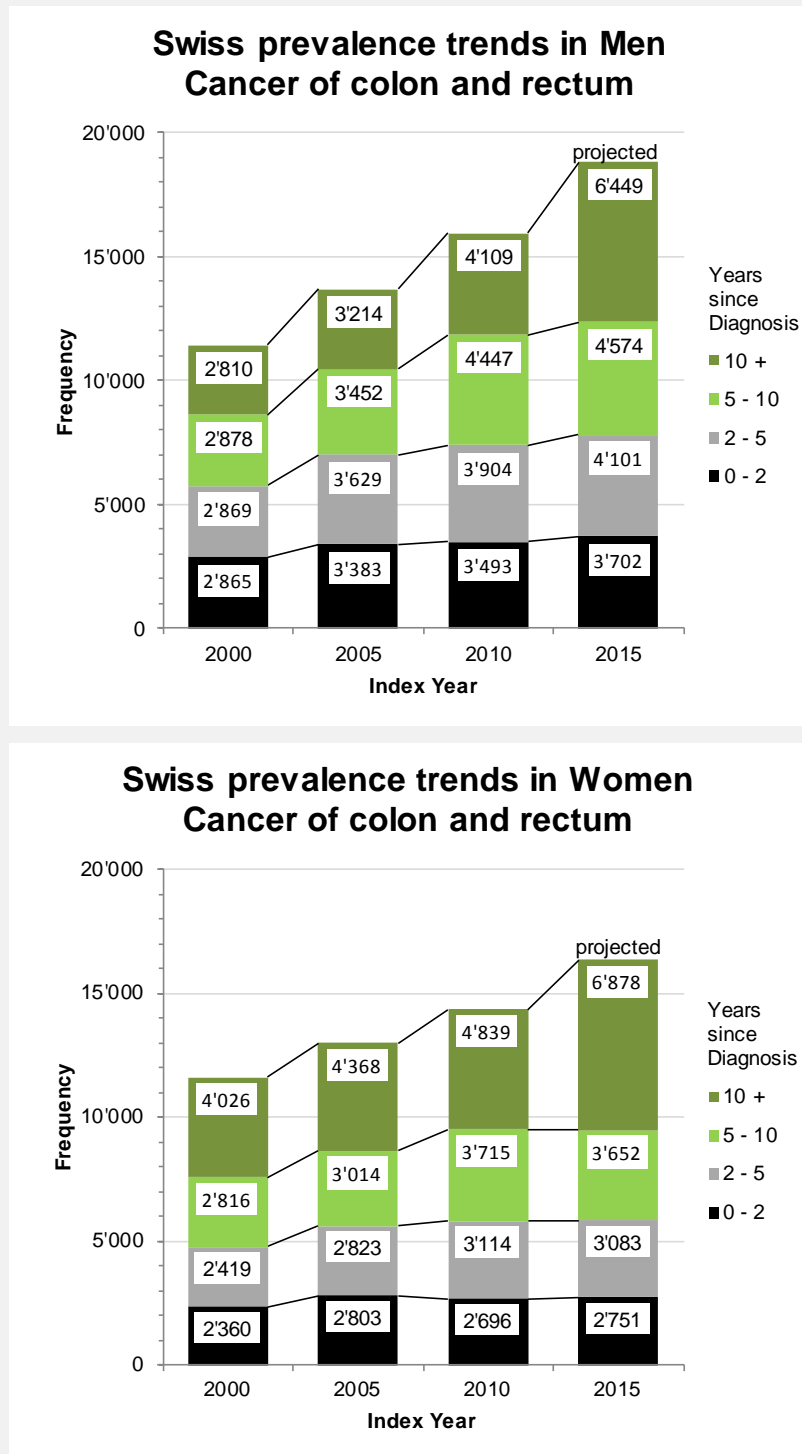 Swiss prevalence trends in Men
Cancer of colon and rectum
20'000
15'000
10'000
5'000
0
Frequency
projected
2'810
2'878
2'869
2'865
3'214
3'452
3'629
3'383
4'109
4'447
3'904
3'493
6'449
4'574
4'101
3'702
2000
2005
2010
2015
Index Year
Years
since
Diagnosis
10 +
5 - 10
2 - 5
0 - 2
Swiss prevalence trends in Women
Cancer of colon and rectum
20'000
15'000
10'000
5'000
0
Frequency
projected
4'026
2'816
2'419
2'360
4'368
3'014
2'823
2'803
4'839
3'715
3'114
2'696
6'878
3'652
3'083
2'751
2000
2005
2010
2015
Index Year
Years
since
Diagnosis
10 +
5 - 10
2 - 5
0 - 2